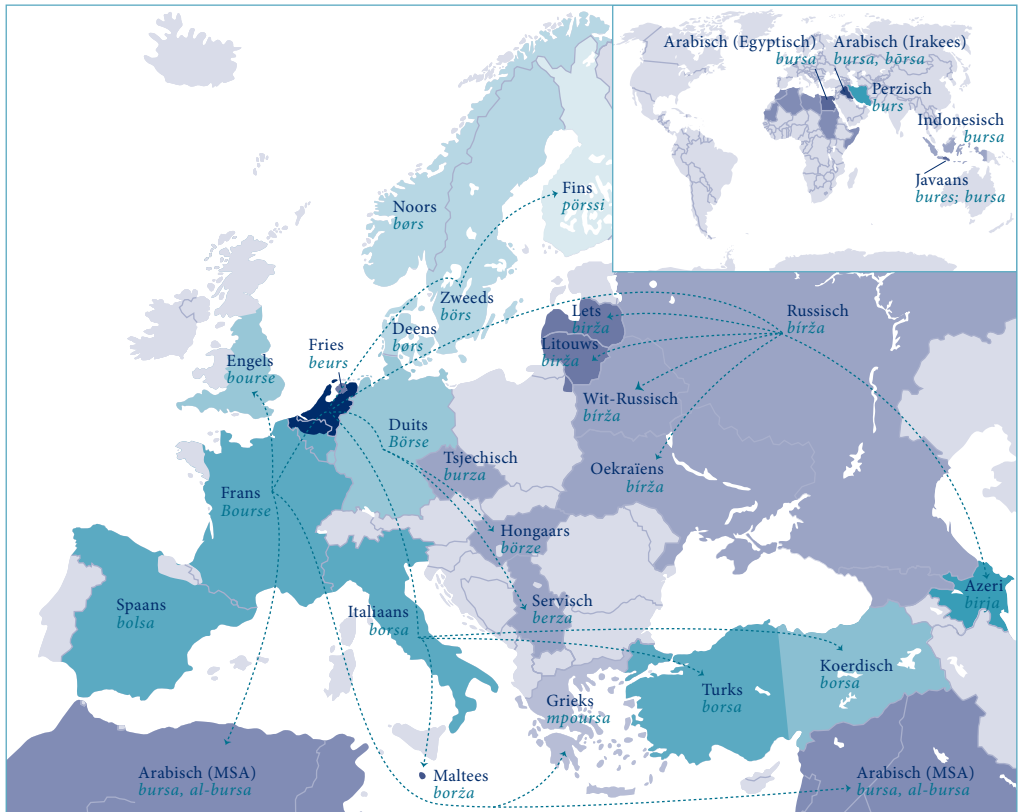 Arabisch (Egyptisch)
bursa
Arabisch (Irakees)
bursa, bōrsa
Perzisch
burs
Indonesisch
bursa
Javaans
bures; bursa
Fins
pörssi
Noors
børs
Zweeds
börs
Deens
børs
Lets
birža
Litouws
birža
Russisch
bírža
Fries
beurs
Engels
bourse
Wit-Russisch
bírža
Duits
Börse
Tsjechisch
burza
Oekraïens
bírža
Frans
Bourse
Hongaars
börze
Azeri
birja
Spaans
bolsa
Italiaans
borsa
Servisch
berza
Koerdisch
borsa
Turks
borsa
Grieks
mpoursa
Arabisch (MSA)
bursa, al-bursa
Maltees
borża
Arabisch (MSA)
bursa, al-bursa